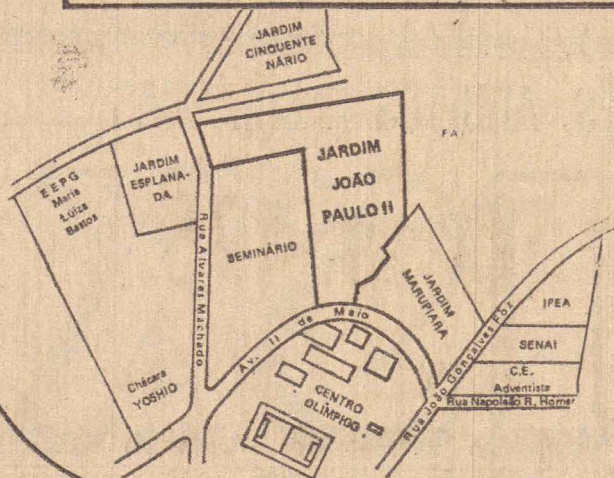 JARDIM
CINQUENTE
NÁRIO
JARDIM
JOÃO
PAULO II
JARDIM
ESPLANA-
DA
EEPG
Maria
Luiza
Bastos
SEMINÁRIO
Rua Alvares Machado
JARDIM
MARUPIARA
Av. 11 de Maio
IPEA
SENAI
C.E.
Adventista
Rua Napoleão R. Homer
Rua João Gonçalves Foz
CENTRO
OLÍMPICO
Chácara
YOSHIO